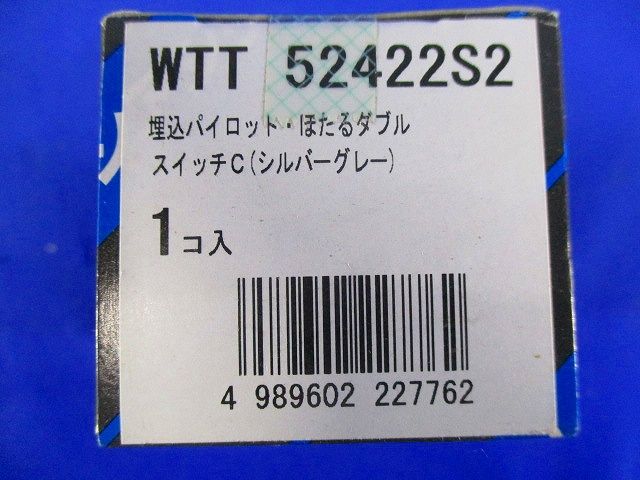 WTT 52422S2
埋込パイロット・ほたるダブル
スイッチC(シルバーグレー)
1コ入
4 989602 227762